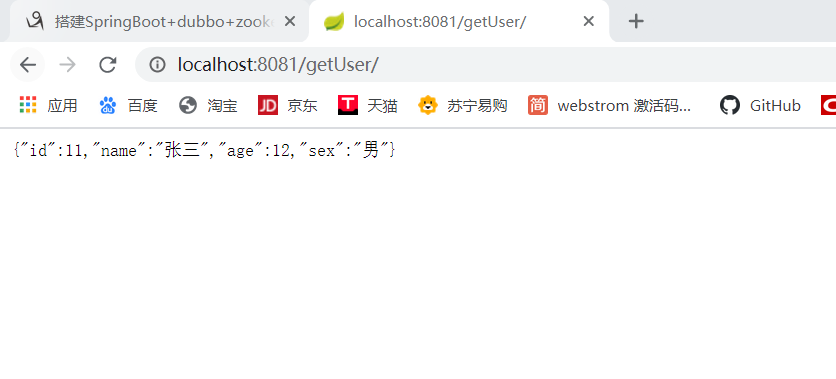 搭建SpringBoot+dubbo+zook
localhost:8081/getUser/
localhost:8081/getUser/
应用 百度 JD 京东 淘宝 T 天猫 苏宁易购 简 webstrom 激活码... GitHub
{"id":11,"name":"张三","age":12,"sex":"男"}